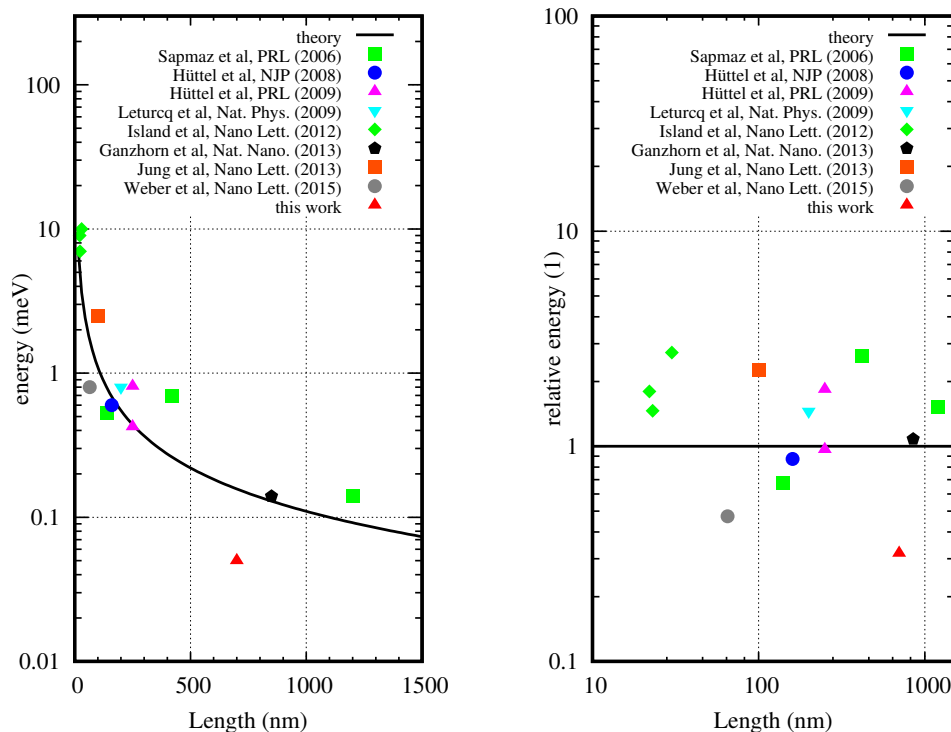 theory
Sapmaz et al, PRL (2006)
Hüttel et al, NJP (2008)
Hüttel et al, PRL (2009)
Leturcq et al, Nat. Phys. (2009)
Island et al, Nano Lett. (2012)
Ganzhorn et al, Nat. Nano. (2013)
Jung et al, Nano Lett. (2013)
Weber et al, Nano Lett. (2015)
this work
100
10
1
0.1
0.01
energy (meV)
0 500 1000 1500
Length (nm)
theory
Sapmaz et al, PRL (2006)
Hüttel et al, NJP (2008)
Hüttel et al, PRL (2009)
Leturcq et al, Nat. Phys. (2009)
Island et al, Nano Lett. (2012)
Ganzhorn et al, Nat. Nano. (2013)
Jung et al, Nano Lett. (2013)
Weber et al, Nano Lett. (2015)
this work
100
10
1
0.1
relative energy (1)
10 100 1000
Length (nm)